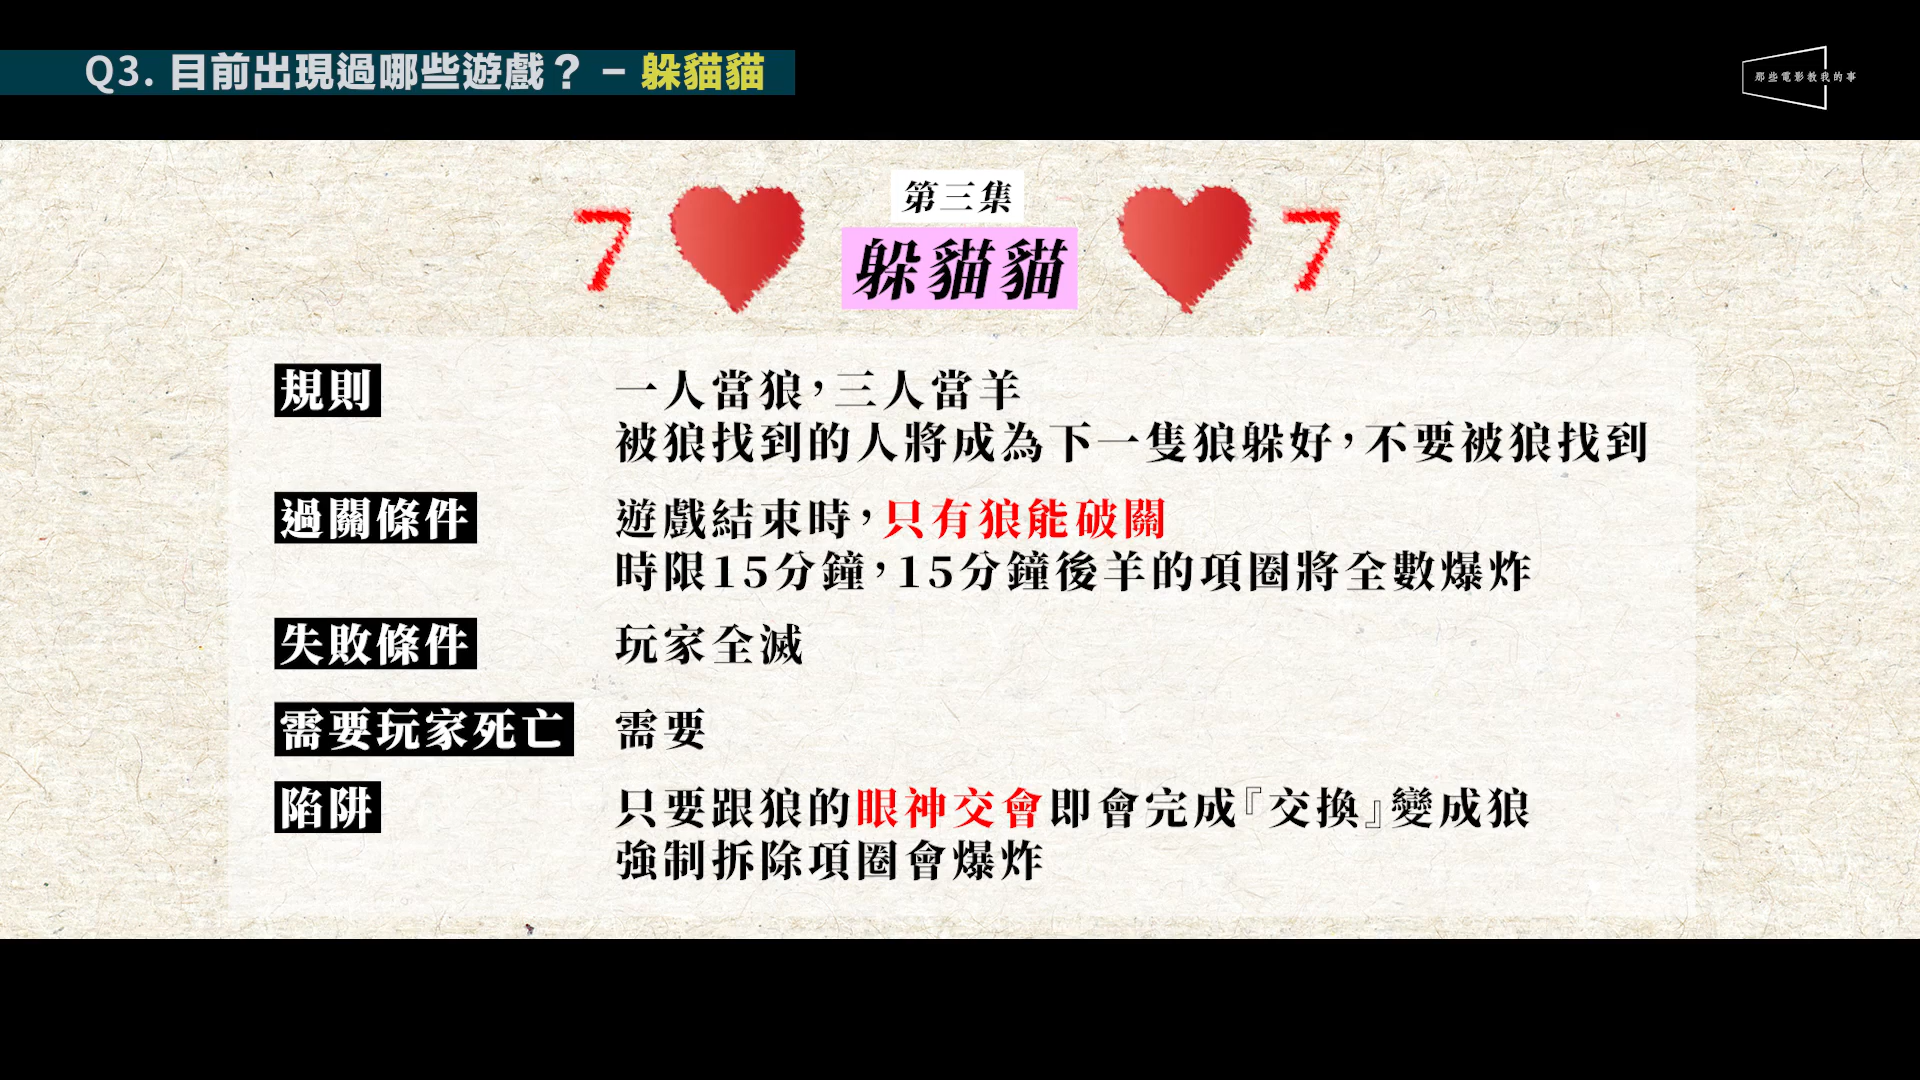 Q3. 目前出現過哪些遊戲？ – 躲貓貓
那些電影教我的事
第三集
7 躲貓貓 7
規則 一人當狼，三人當羊
被狼找到的人將成為下一隻狼躲好，不要被狼找到
過關條件 遊戲結束時，只有狼能破關
時限15分鐘，15分鐘後羊的項圈將全數爆炸
失敗條件 玩家全滅
需要玩家死亡 需要
陷阱 只要跟狼的眼神交會即會完成『交換』變成狼
強制拆除項圈會爆炸